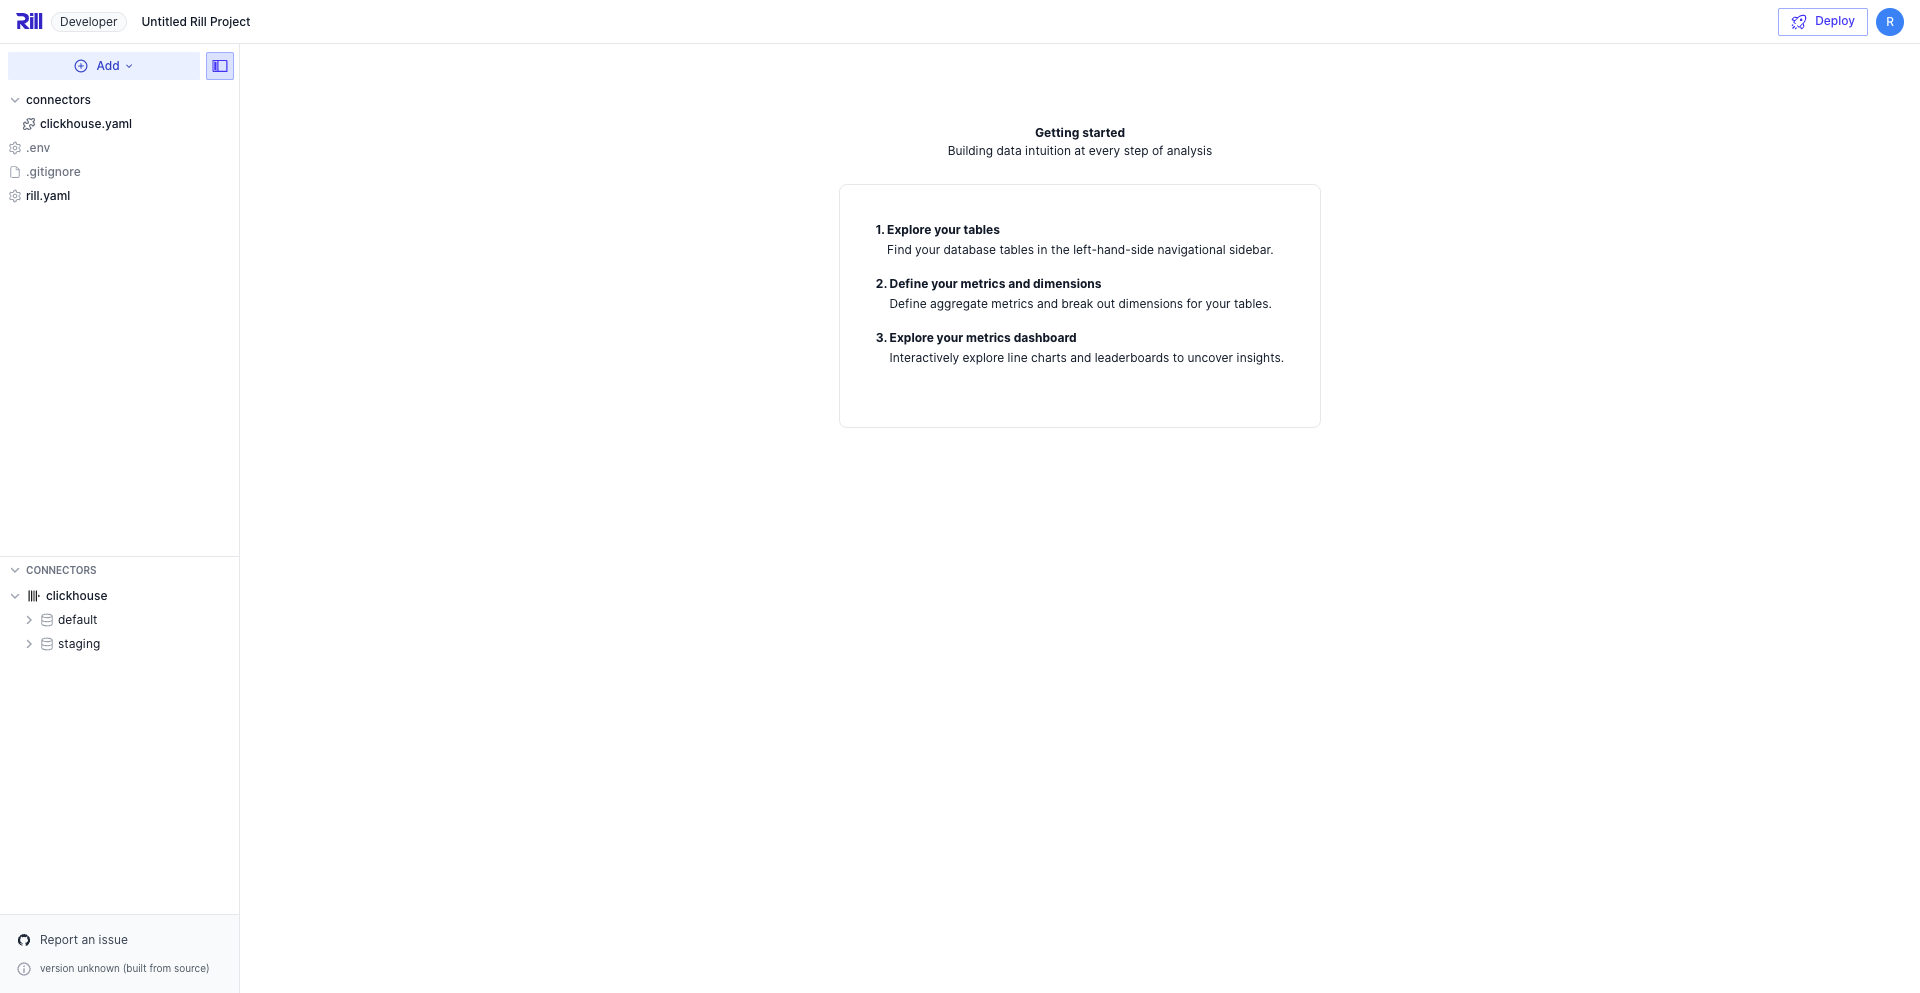 Rill Developer Untitled Rill Project Deploy R
Add
connectors
clickhouse.yaml
.env
.gitignore
rill.yaml
Getting started
Building data intuition at every step of analysis
1. Explore your tables
Find your database tables in the left-hand-side navigational sidebar.
2. Define your metrics and dimensions
Define aggregate metrics and break out dimensions for your tables.
3. Explore your metrics dashboard
Interactively explore line charts and leaderboards to uncover insights.
CONNECTORS
clickhouse
default
staging
Report an issue
version unknown (built from source)